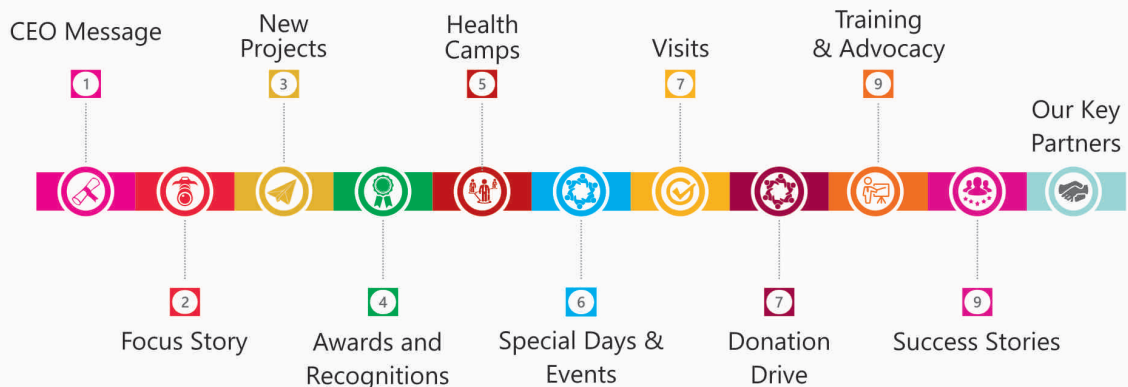 CEO Message
1
2
Focus Story
New
Projects
3
4
Awards and
Recognitions
Health
Camps
5
6
Special Days &
Events
Visits
7
7
Donation
Drive
Training
& Advocacy
9
9
Success Stories
Our Key
Partners